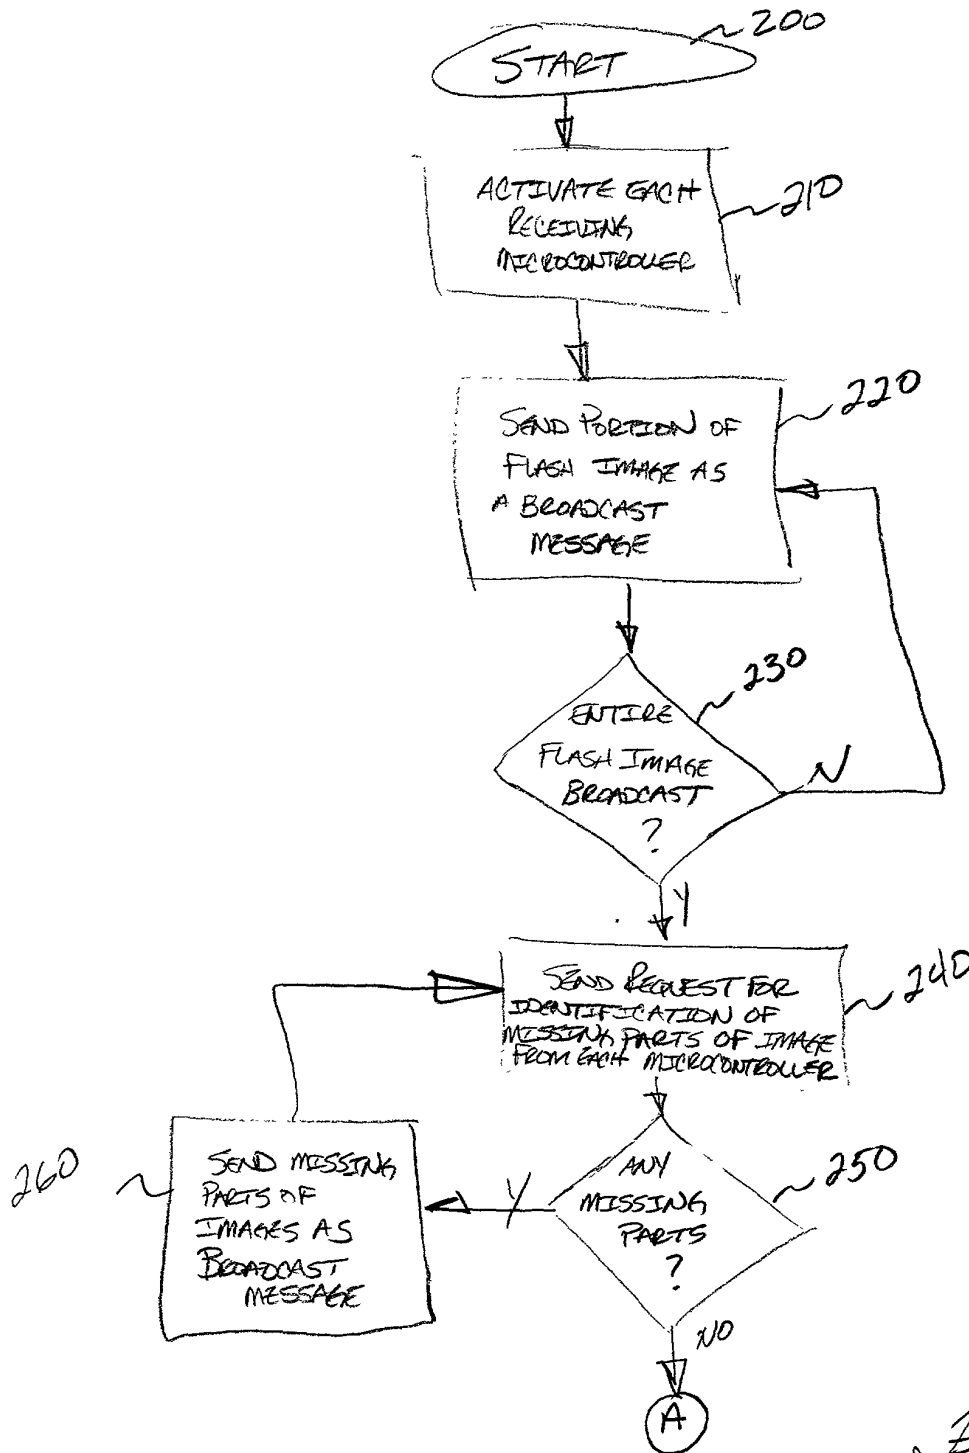 200
START
ACTIVATE EACH
RECEIVING
MICROCONTROLLER
210
SEND PORTION OF
FLASH IMAGE AS
A BROADCAST
MESSAGE
220
230
ENTIRE
FLASH IMAGE
BROADCAST
?
N
Y
SEND REQUEST FOR
IDENTIFICATION OF
MISSING PARTS OF IMAGE
FROM EACH MICROCONTROLLER
240
ANY
MISSING
PARTS
?
250
Y
260
SEND MISSING
PARTS OF
IMAGES AS
BROADCAST
MESSAGE
NO
A